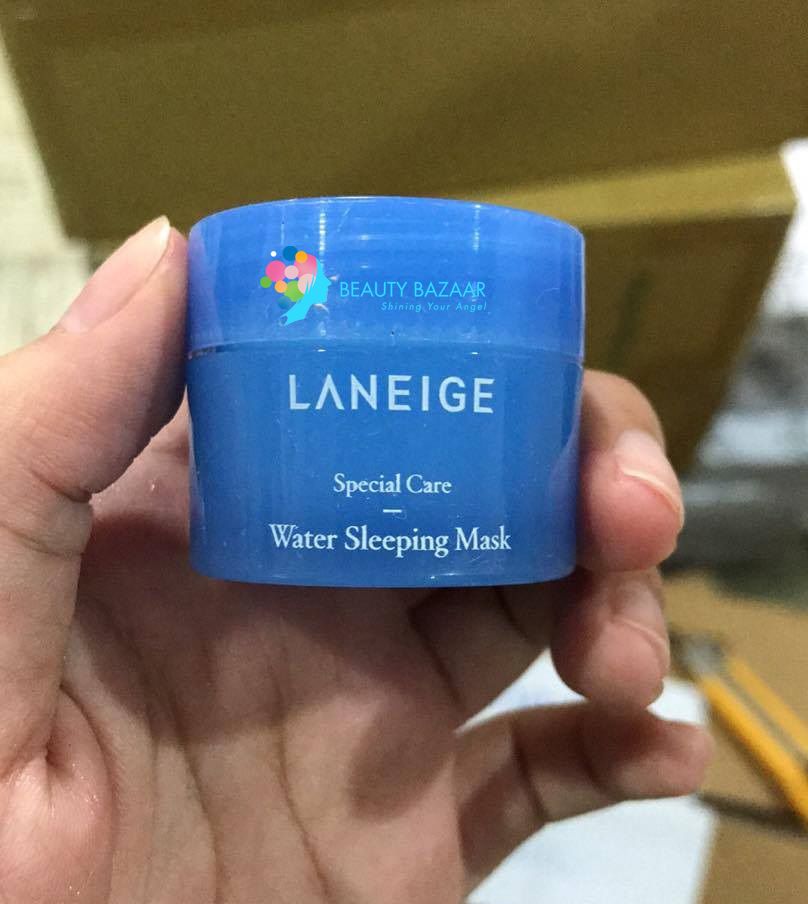 BEAUTY BAZAAR
Shining Your Angel
LANEIGE
Special Care
Water Sleeping Mask